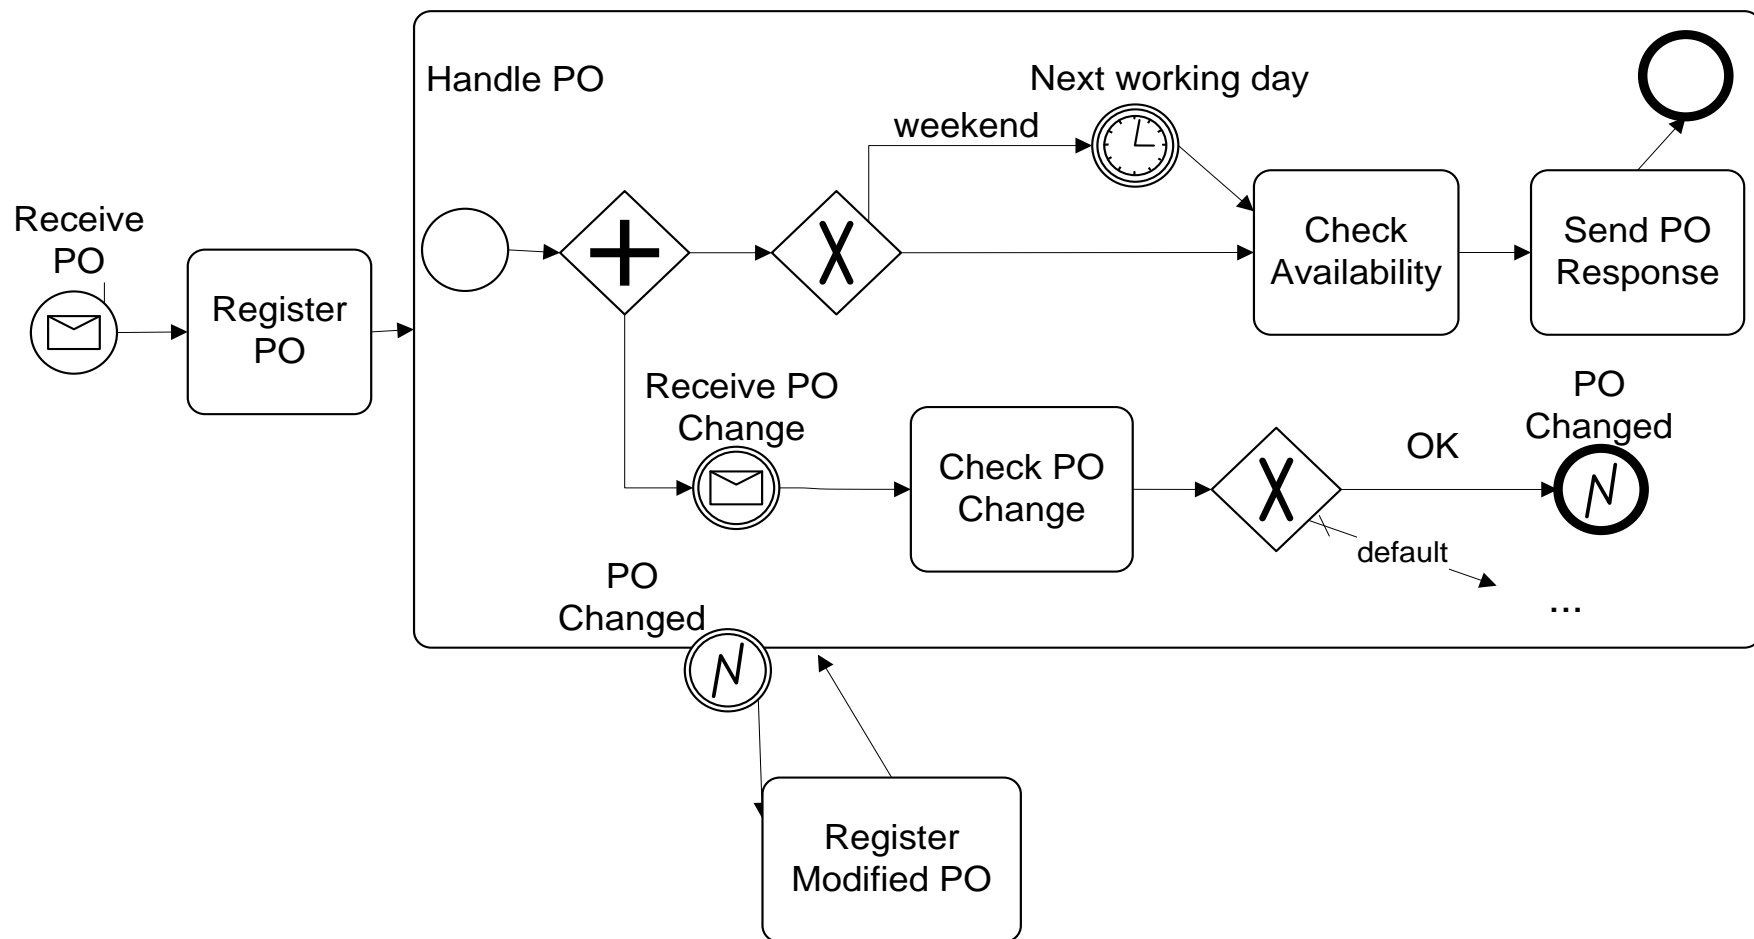 Handle PO
Next working day
weekend
Receive
PO
Register
PO
Check
Availability
Send PO
Response
Receive PO
Change
Check PO
Change
OK
PO
Changed
default
...
PO
Changed
Register
Modified PO